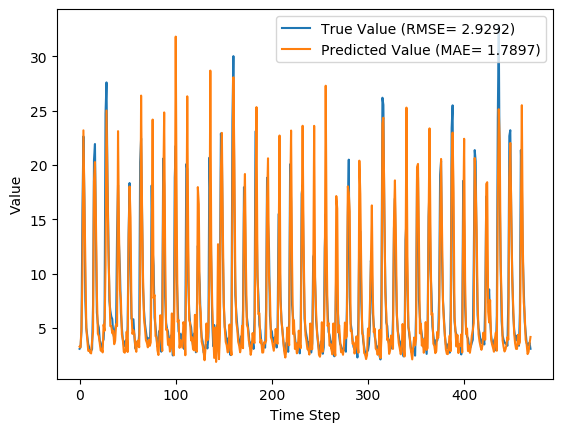 True Value (RMSE= 2.9292)
Predicted Value (MAE= 1.7897)
30
25
20
15
10
5
Value
0
100
200
300
400
Time Step